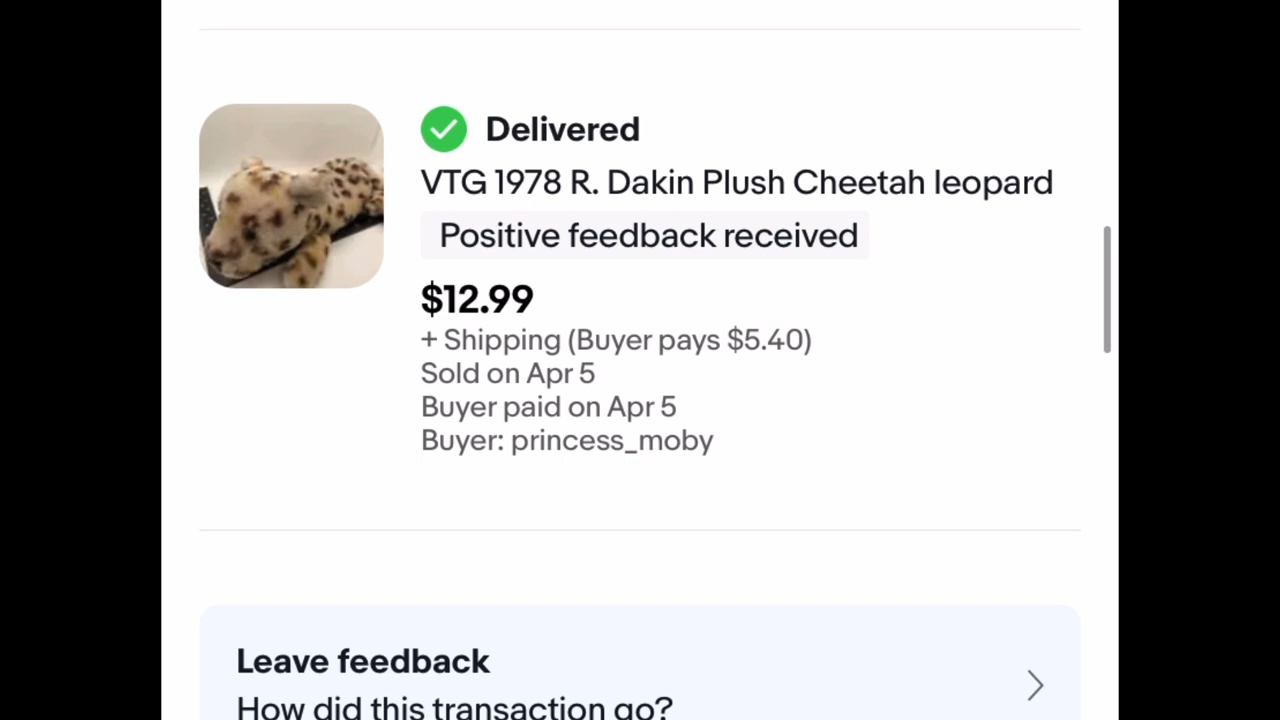 Delivered
VTG 1978 R. Dakin Plush Cheetah leopard
Positive feedback received
$12.99
+ Shipping (Buyer pays $5.40)
Sold on Apr 5
Buyer paid on Apr 5
Buyer: princess_moby
Leave feedback
How did this transaction go?